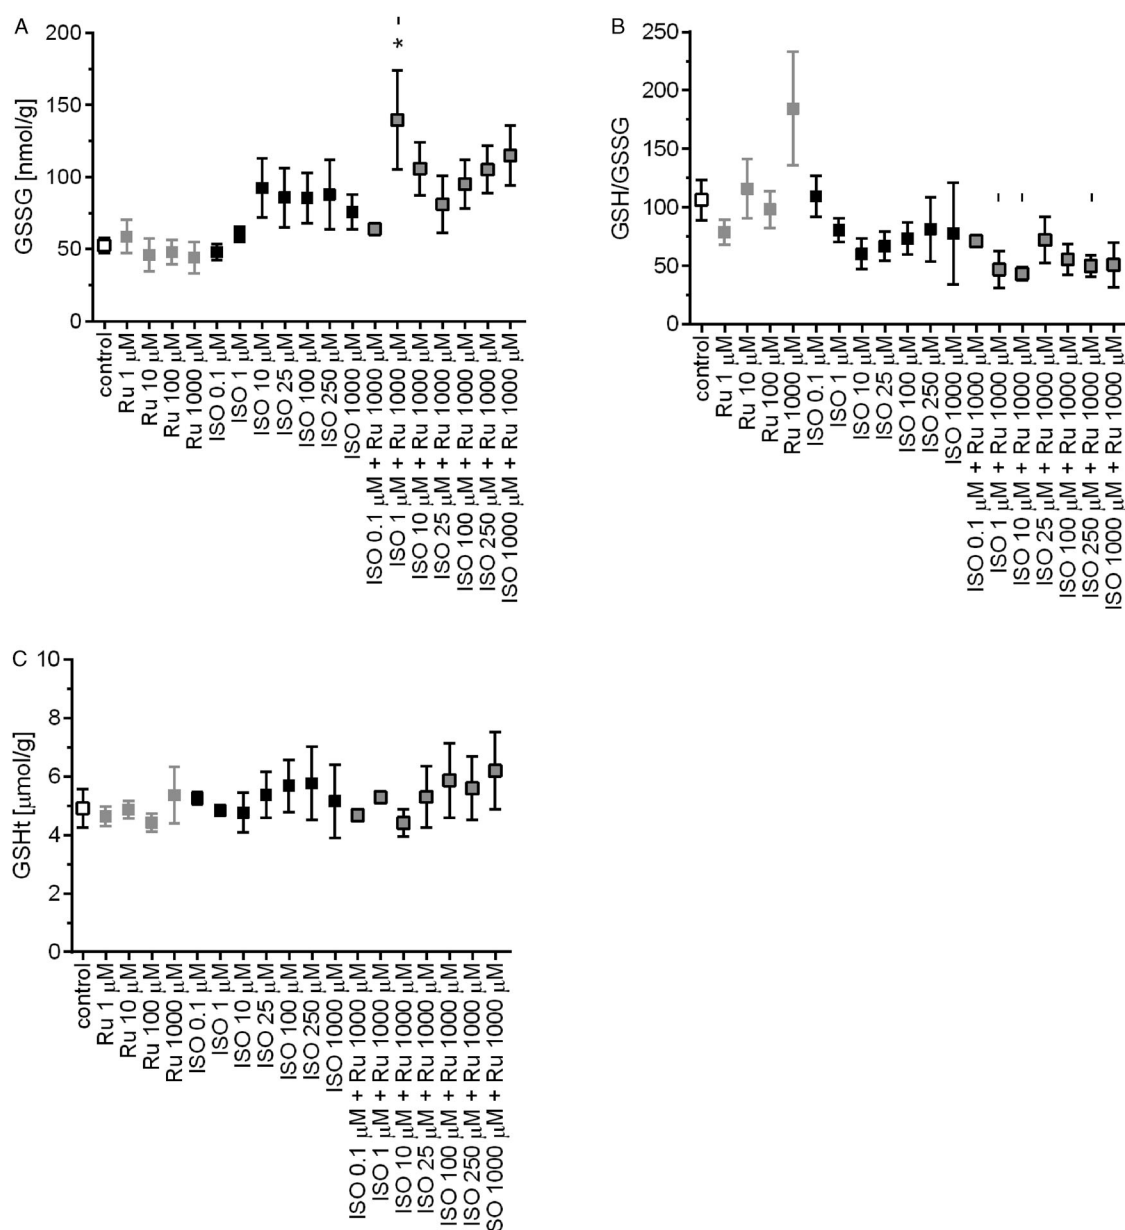 A
GSSG [nmol/g]
200
150
100
50
0
*
control
Ru 1 μM
Ru 10 μM
Ru 100 μM
Ru 1000 μM
ISO 0.1 μM
ISO 1 μM
ISO 10 μM
ISO 25 μM
ISO 100 μM
ISO 250 μM
ISO 1000 μM
ISO 0.1 μM + Ru 1000 μM
ISO 1 μM + Ru 1000 μM
ISO 10 μM + Ru 1000 μM
ISO 25 μM + Ru 1000 μM
ISO 100 μM + Ru 1000 μM
ISO 250 μM + Ru 1000 μM
ISO 1000 μM + Ru 1000 μM
B
GSH/GSSG
250
200
150
100
50
0
control
Ru 1 μM
Ru 10 μM
Ru 100 μM
Ru 1000 μM
ISO 0.1 μM
ISO 1 μM
ISO 10 μM
ISO 25 μM
ISO 100 μM
ISO 250 μM
ISO 1000 μM
ISO 0.1 μM + Ru 1000 μM
ISO 1 μM + Ru 1000 μM
ISO 10 μM + Ru 1000 μM
ISO 25 μM + Ru 1000 μM
ISO 100 μM + Ru 1000 μM
ISO 250 μM + Ru 1000 μM
ISO 1000 μM + Ru 1000 μM
C
GSHt [μmol/g]
10
8
6
4
2
0
control
Ru 1 μM
Ru 10 μM
Ru 100 μM
Ru 1000 μM
ISO 0.1 μM
ISO 1 μM
ISO 10 μM
ISO 25 μM
ISO 100 μM
ISO 250 μM
ISO 1000 μM
ISO 0.1 μM + Ru 1000 μM
ISO 1 μM + Ru 1000 μM
ISO 10 μM + Ru 1000 μM
ISO 25 μM + Ru 1000 μM
ISO 100 μM + Ru 1000 μM
ISO 250 μM + Ru 1000 μM
SO 1000 μM + Ru 1000 μM